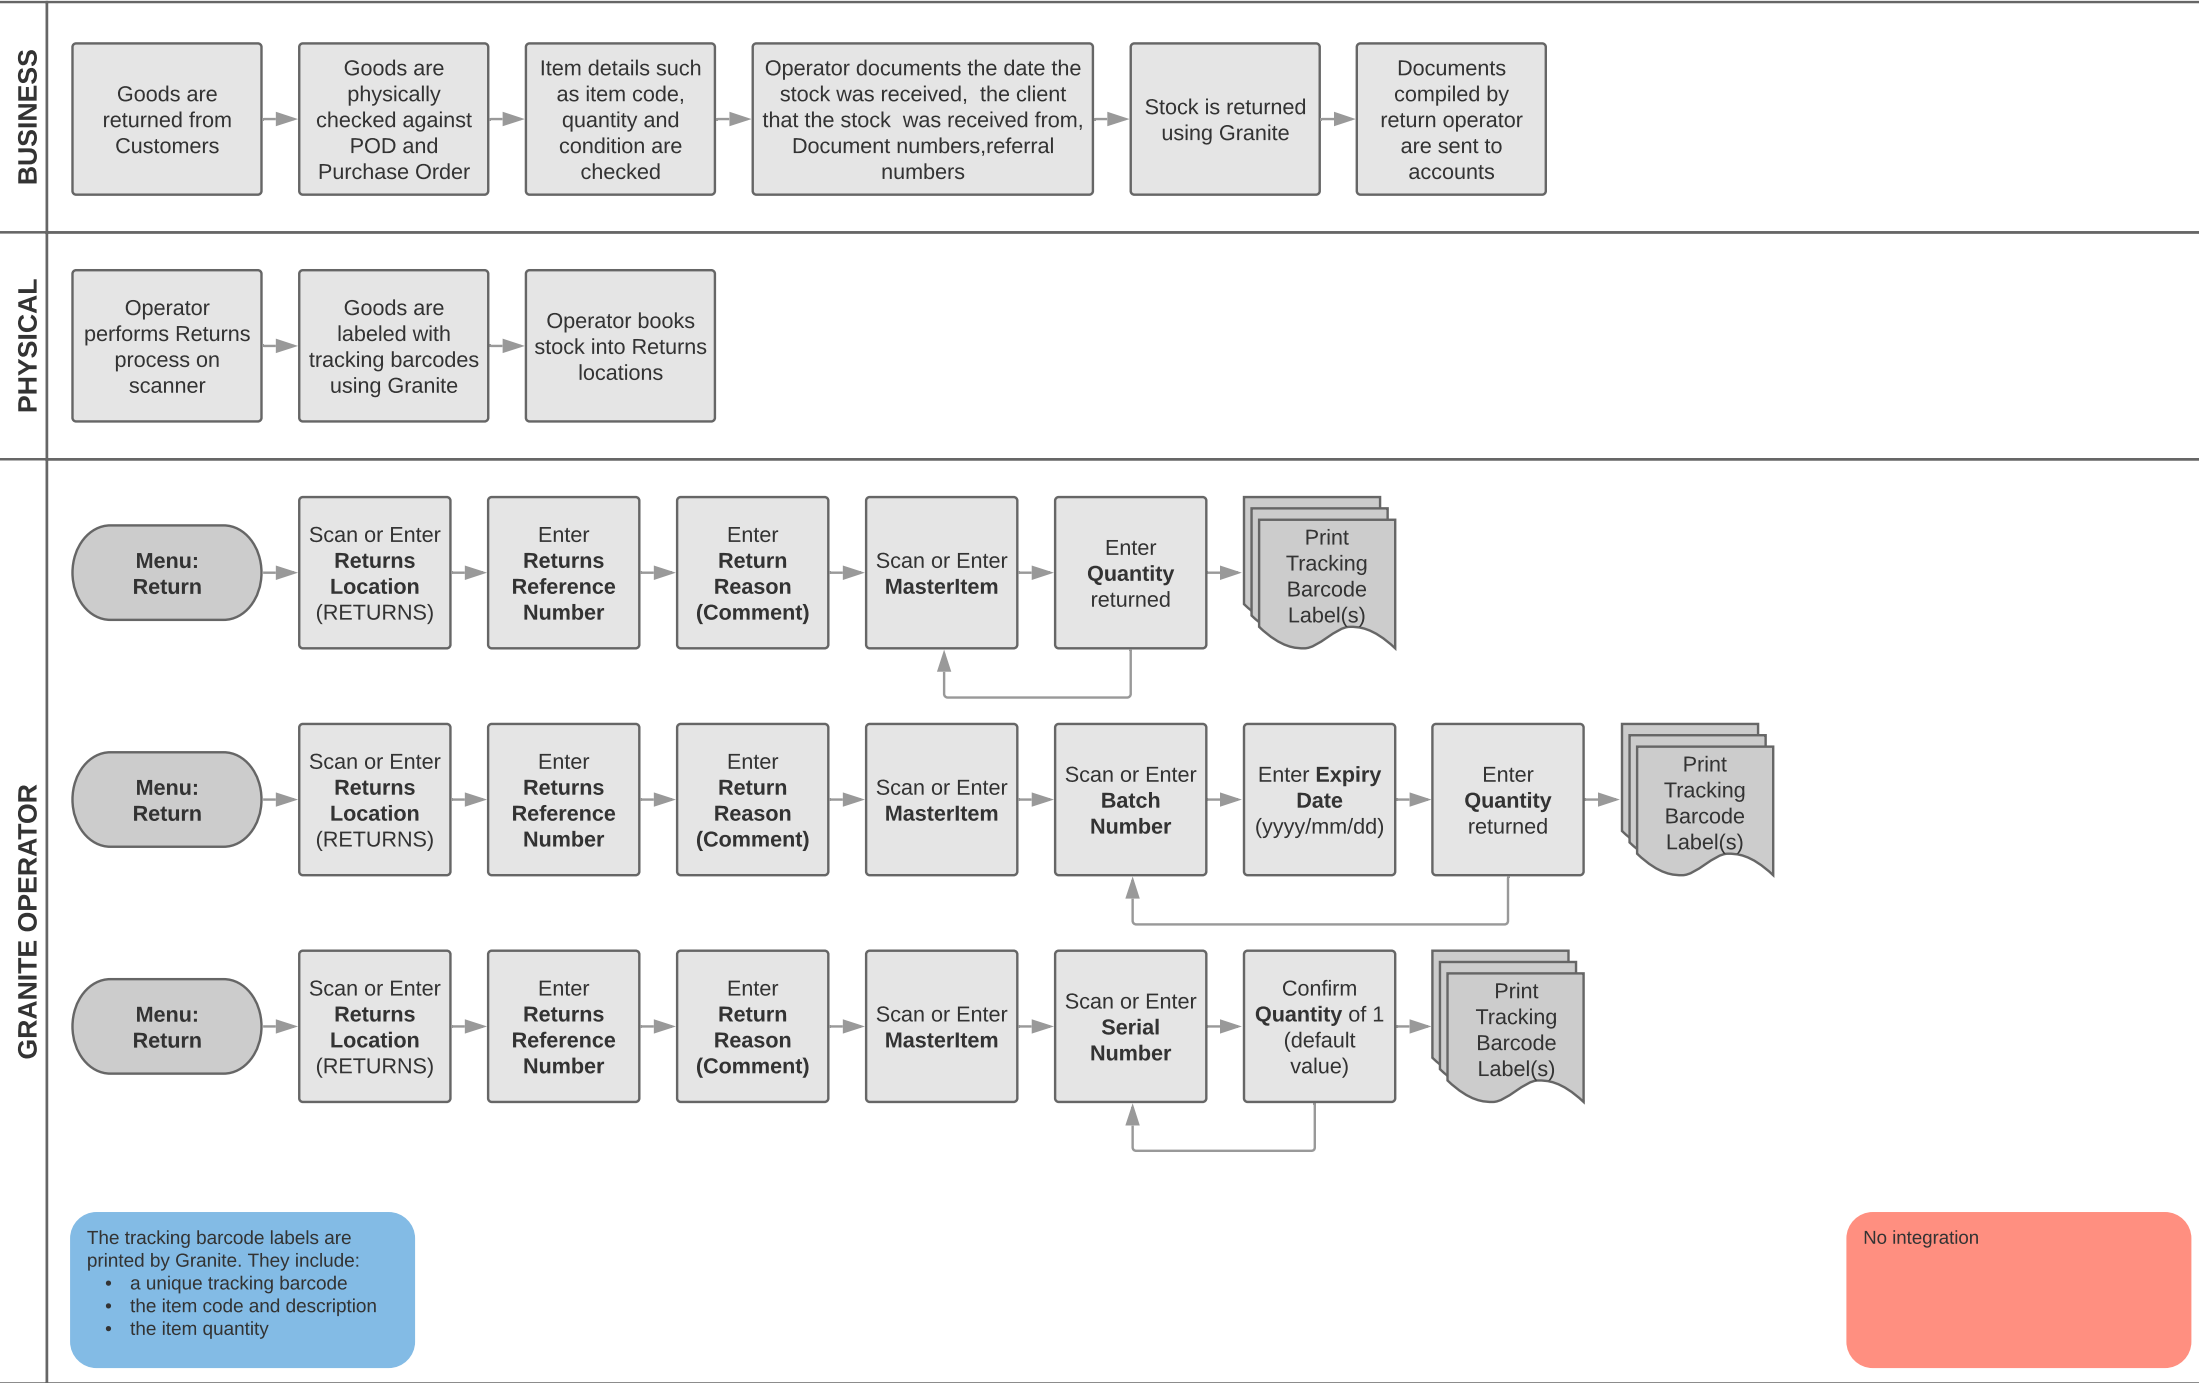 BUSINESS
Goods are
returned from
Customers
Goods are
physically
checked against
POD and
Purchase Order
Item details such
as item code,
quantity and
condition are
checked
Operator documents the date the
stock was received,  the client
that the stock  was received from,
Document numbers,referral
numbers
Stock is returned
using Granite
Documents
compiled by
return operator
are sent to
accounts
PHYSICAL
Operator
performs Returns
process on
scanner
Goods are
labeled with
tracking barcodes
using Granite
Operator books
stock into Returns
locations
GRANITE OPERATOR
Menu:
Return
Scan or Enter
Returns
Location
(RETURNS)
Enter
Returns
Reference
Number
Enter
Return
Reason
(Comment)
Scan or Enter
MasterItem
Enter
Quantity
returned
Print
Tracking
Barcode
Label(s)
Menu:
Return
Scan or Enter
Returns
Location
(RETURNS)
Enter
Returns
Reference
Number
Enter
Return
Reason
(Comment)
Scan or Enter
MasterItem
Scan or Enter
Batch
Number
Enter Expiry
Date
(yyyy/mm/dd)
Enter
Quantity
returned
Print
Tracking
Barcode
Label(s)
Menu:
Return
Scan or Enter
Returns
Location
(RETURNS)
Enter
Returns
Reference
Number
Enter
Return
Reason
(Comment)
Scan or Enter
MasterItem
Scan or Enter
Serial
Number
Confirm
Quantity of 1
(default
value)
Print
Tracking
Barcode
Label(s)
The tracking barcode labels are
printed by Granite. They include:
• a unique tracking barcode
• the item code and description
• the item quantity
No integration